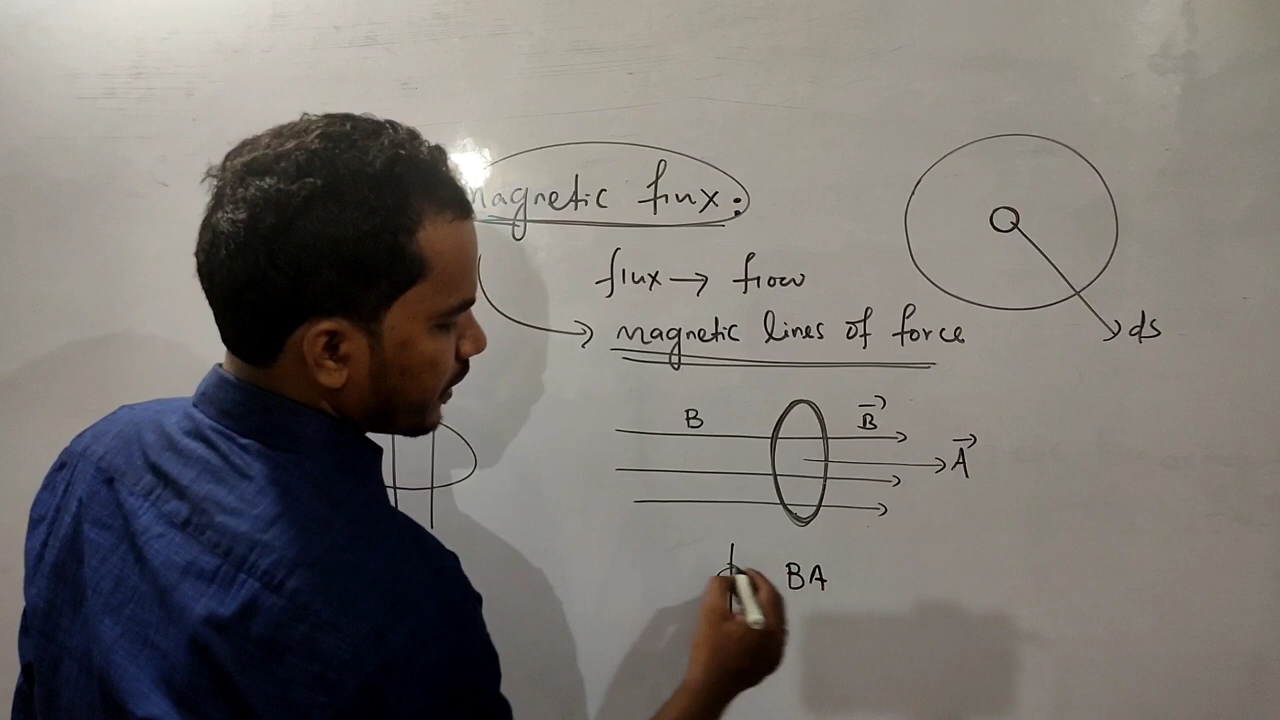 magnetic flux:
flux → flow
magnetic lines of force
ds
B
B⃗
A⃗
ϕ BA